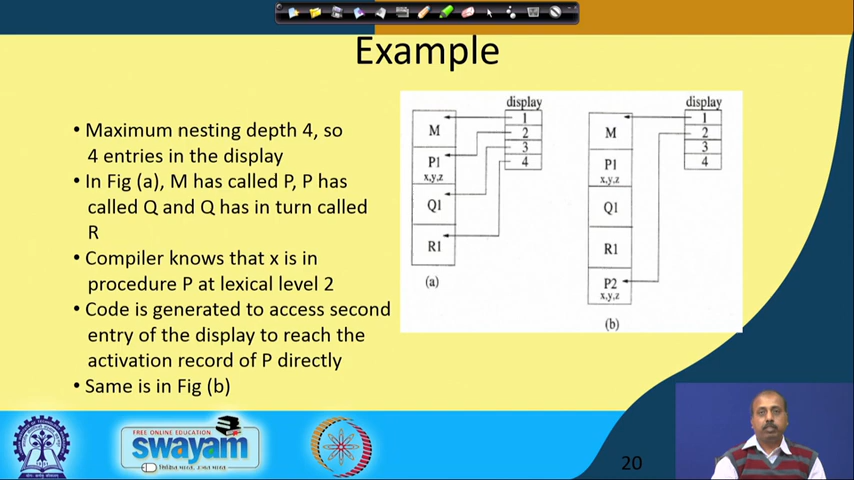 Example
• Maximum nesting depth 4, so
4 entries in the display
• In Fig (a), M has called P, P has
called Q and Q has in turn called
R
• Compiler knows that x is in
procedure P at lexical level 2
• Code is generated to access second
entry of the display to reach the
activation record of P directly
• Same is in Fig (b)
display
1
2
3
4
M
P1
x,y,z
Q1
R1
(a)
display
1
2
3
4
M
P1
x,y,z
Q1
R1
P2
x,y,z
(b)
FREE ONLINE EDUCATION
swayam
20